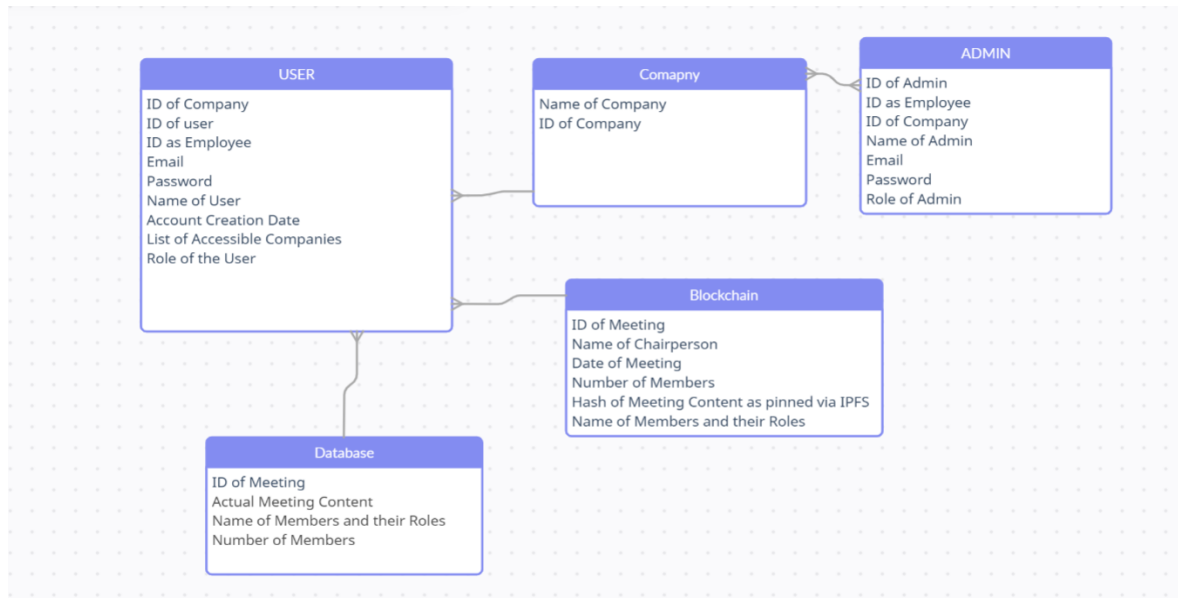 USER
ID of Company
ID of user
ID as Employee
Email
Password
Name of User
Account Creation Date
List of Accessible Companies
Role of the User
Comapny
Name of Company
ID of Company
ADMIN
ID of Admin
ID as Employee
ID of Company
Name of Admin
Email
Password
Role of Admin
Blockchain
ID of Meeting
Name of Chairperson
Date of Meeting
Number of Members
Hash of Meeting Content as pinned via IPFS
Name of Members and their Roles
Database
ID of Meeting
Actual Meeting Content
Name of Members and their Roles
Number of Members